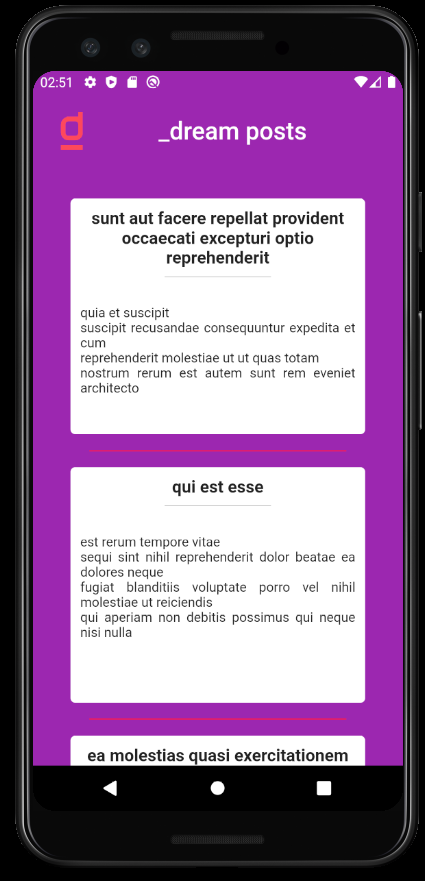 02:51
d
_dream posts
sunt aut facere repellat provident
occaecati excepturi optio
reprehenderit
quia et suscipit
suscipit recusandae consequuntur expedita et
cum
reprehenderit molestiae ut ut quas totam
nostrum rerum est autem sunt rem eveniet
architecto
qui est esse
est rerum tempore vitae
sequi sint nihil reprehenderit dolor beatae ea
dolores neque
fugiat blanditiis voluptate porro vel nihil
molestiae ut reiciendis
qui aperiam non debitis possimus qui neque
nisi nulla
ea molestias quasi exercitationem